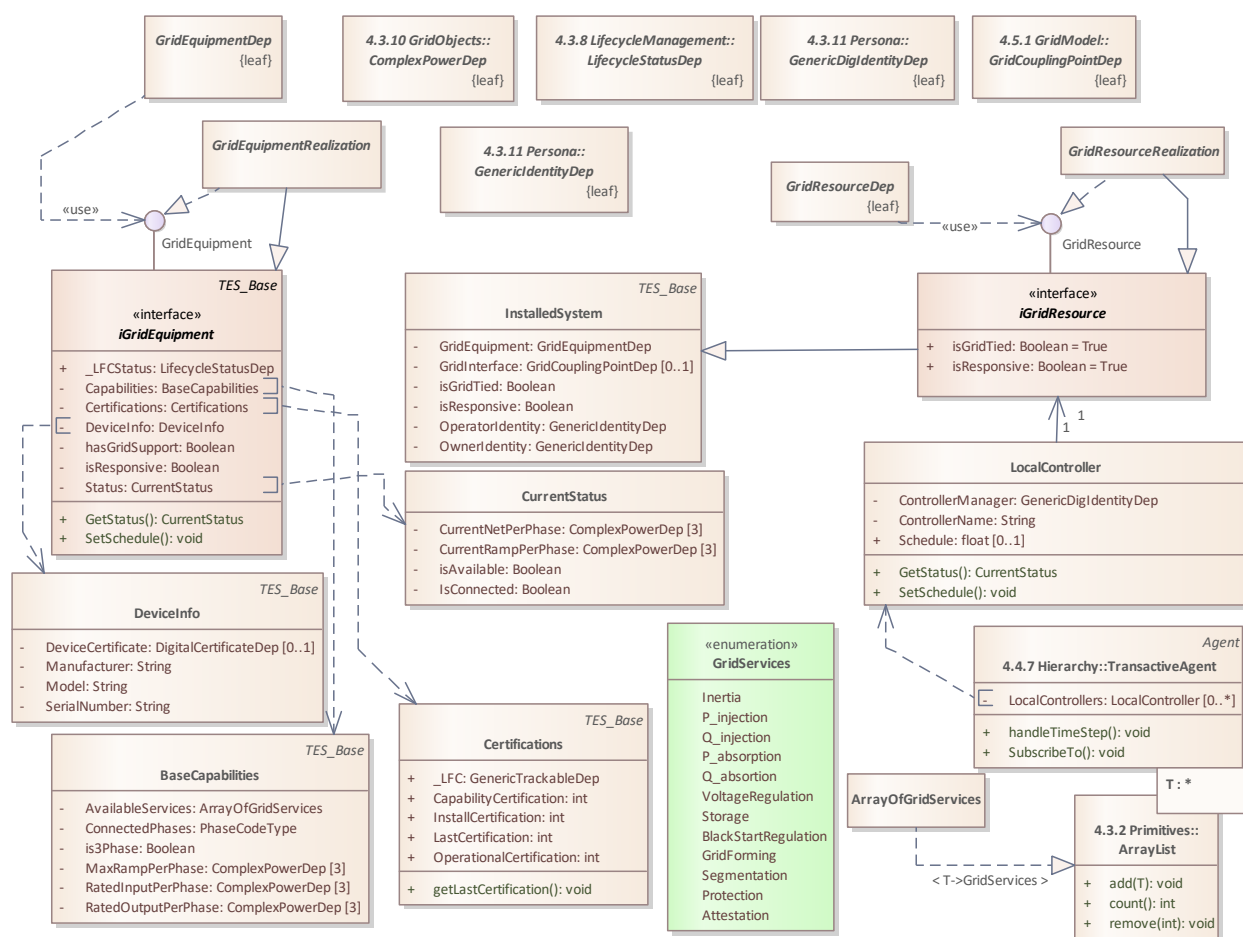 GridEquipmentDep
{leaf}
4.3.10 GridObjects::
ComplexPowerDep
{leaf}
4.3.8 LifecycleManagement::
LifecycleStatusDep
{leaf}
4.3.11 Persona::
GenericDigIdentityDep
{leaf}
4.5.1 GridModel::
GridCouplingPointDep
{leaf}
GridEquipmentRealization
4.3.11 Persona::
GenericIdentityDep
{leaf}
GridResourceDep
{leaf}
GridResourceRealization
«use»
GridEquipment
«use»
GridResource
TES_Base
«interface»
iGridEquipment
+ _LFCStatus: LifecycleStatusDep
- Capabilities: BaseCapabilities
- Certifications: Certifications
- DeviceInfo: DeviceInfo
- hasGridSupport: Boolean
- isResponsive: Boolean
- Status: CurrentStatus
+ GetStatus(): CurrentStatus
+ SetSchedule(): void
TES_Base
InstalledSystem
- GridEquipment: GridEquipmentDep
- GridInterface: GridCouplingPointDep [0..1]
- isGridTied: Boolean
- isResponsive: Boolean
- OperatorIdentity: GenericIdentityDep
- OwnerIdentity: GenericIdentityDep
«interface»
iGridResource
+ isGridTied: Boolean = True
+ isResponsive: Boolean = True
1
1
LocalController
- ControllerManager: GenericDigIdentityDep
- ControllerName: String
+ Schedule: float [0..1]
+ GetStatus(): CurrentStatus
+ SetSchedule(): void
CurrentStatus
- CurrentNetPerPhase: ComplexPowerDep [3]
- CurrentRampPerPhase: ComplexPowerDep [3]
- isAvailable: Boolean
- IsConnected: Boolean
TES_Base
DeviceInfo
- DeviceCertificate: DigitalCertificateDep [0..1]
- Manufacturer: String
- Model: String
- SerialNumber: String
«enumeration»
GridServices
Inertia
P_injection
Q_injection
P_absorption
Q_absortion
VoltageRegulation
Storage
BlackStartRegulation
GridForming
Segmentation
Protection
Attestation
Agent
4.4.7 Hierarchy::TransactiveAgent
- LocalControllers: LocalController [0..*]
+ handleTimeStep(): void
+ SubscribeTo(): void
TES_Base
BaseCapabilities
- AvailableServices: ArrayOfGridServices
- ConnectedPhases: PhaseCodeType
- is3Phase: Boolean
- MaxRampPerPhase: ComplexPowerDep [3]
- RatedInputPerPhase: ComplexPowerDep [3]
- RatedOutputPerPhase: ComplexPowerDep [3]
TES_Base
Certifications
+ _LFC: GenericTrackableDep
+ CapabilityCertification: int
+ InstallCertification: int
+ LastCertification: int
+ OperationalCertification: int
+ getLastCertification(): void
ArrayOfGridServices
T : *
4.3.2 Primitives::
ArrayList
+ add(T): void
+ count(): int
+ remove(int): void
< T->GridServices >